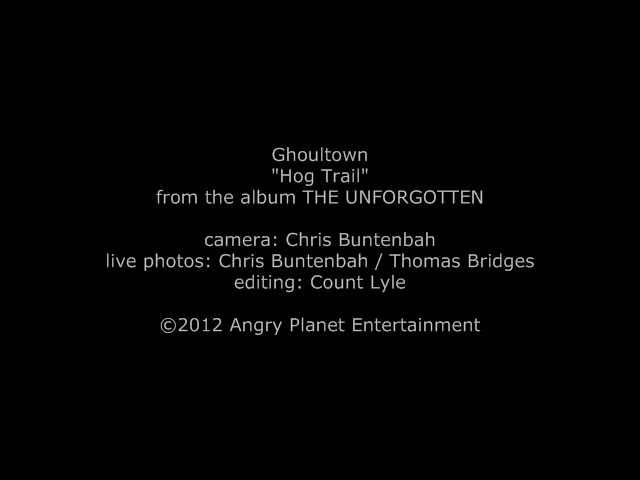 Ghoultown
"Hog Trail"
from the album THE UNFORGOTTEN
camera: Chris Buntenbah
live photos: Chris Buntenbah / Thomas Bridges
editing: Count Lyle
©2012 Angry Planet Entertainment